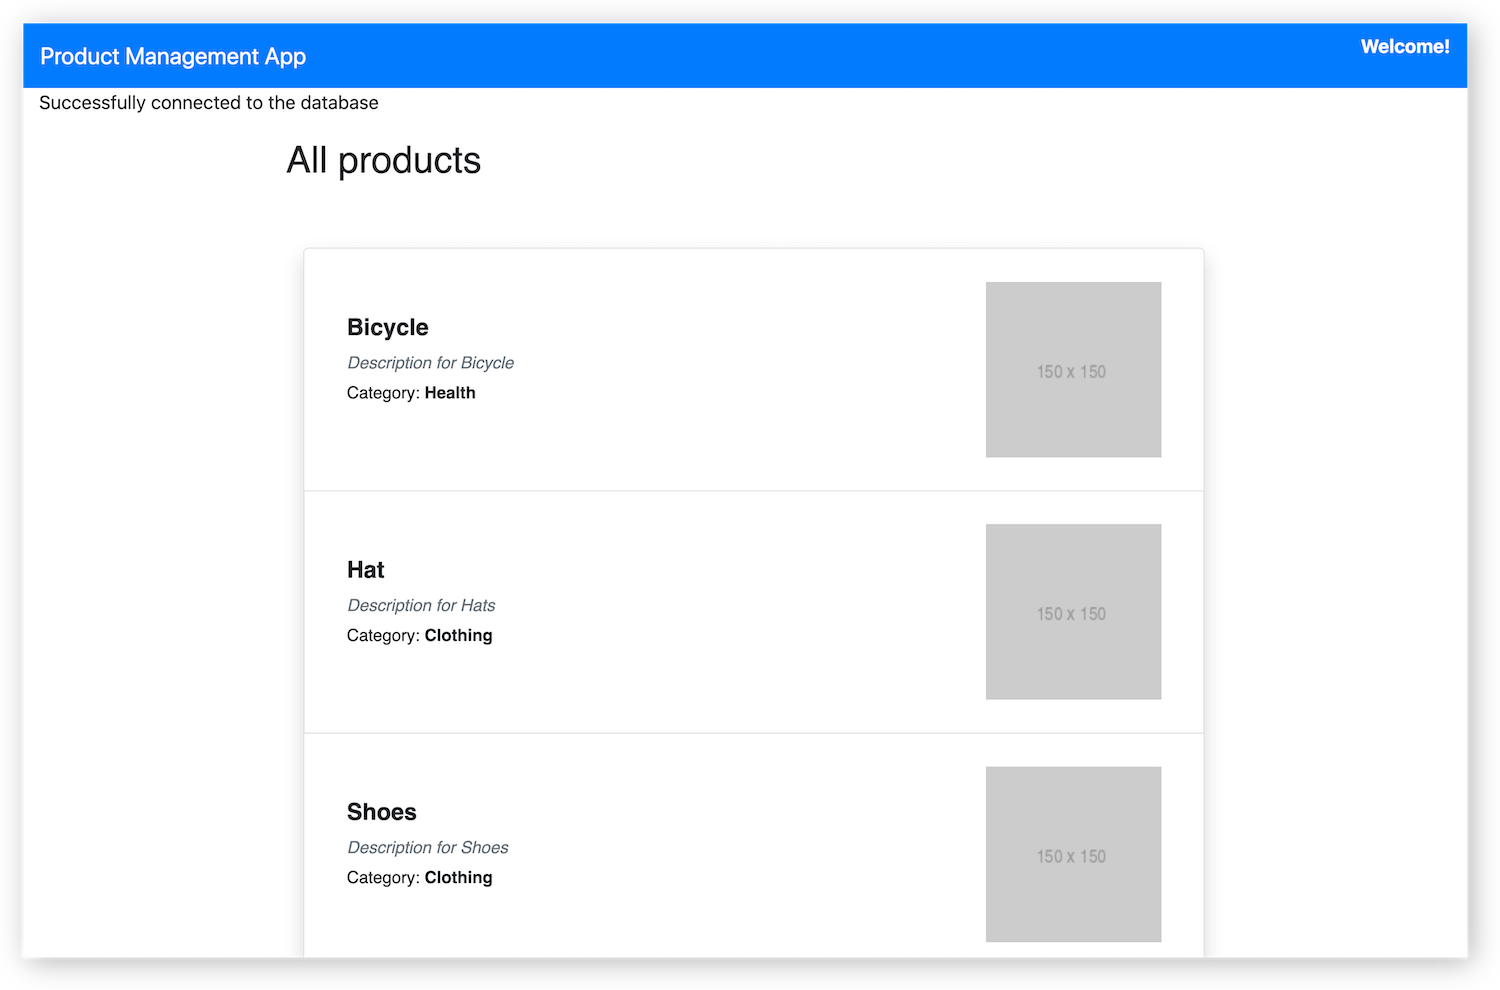 Product Management App
Welcome!
Successfully connected to the database
All products
Bicycle
Description for Bicycle
Category: Health
150 x 150
Hat
Description for Hats
Category: Clothing
150 x 150
Shoes
Description for Shoes
Category: Clothing
150 x 150